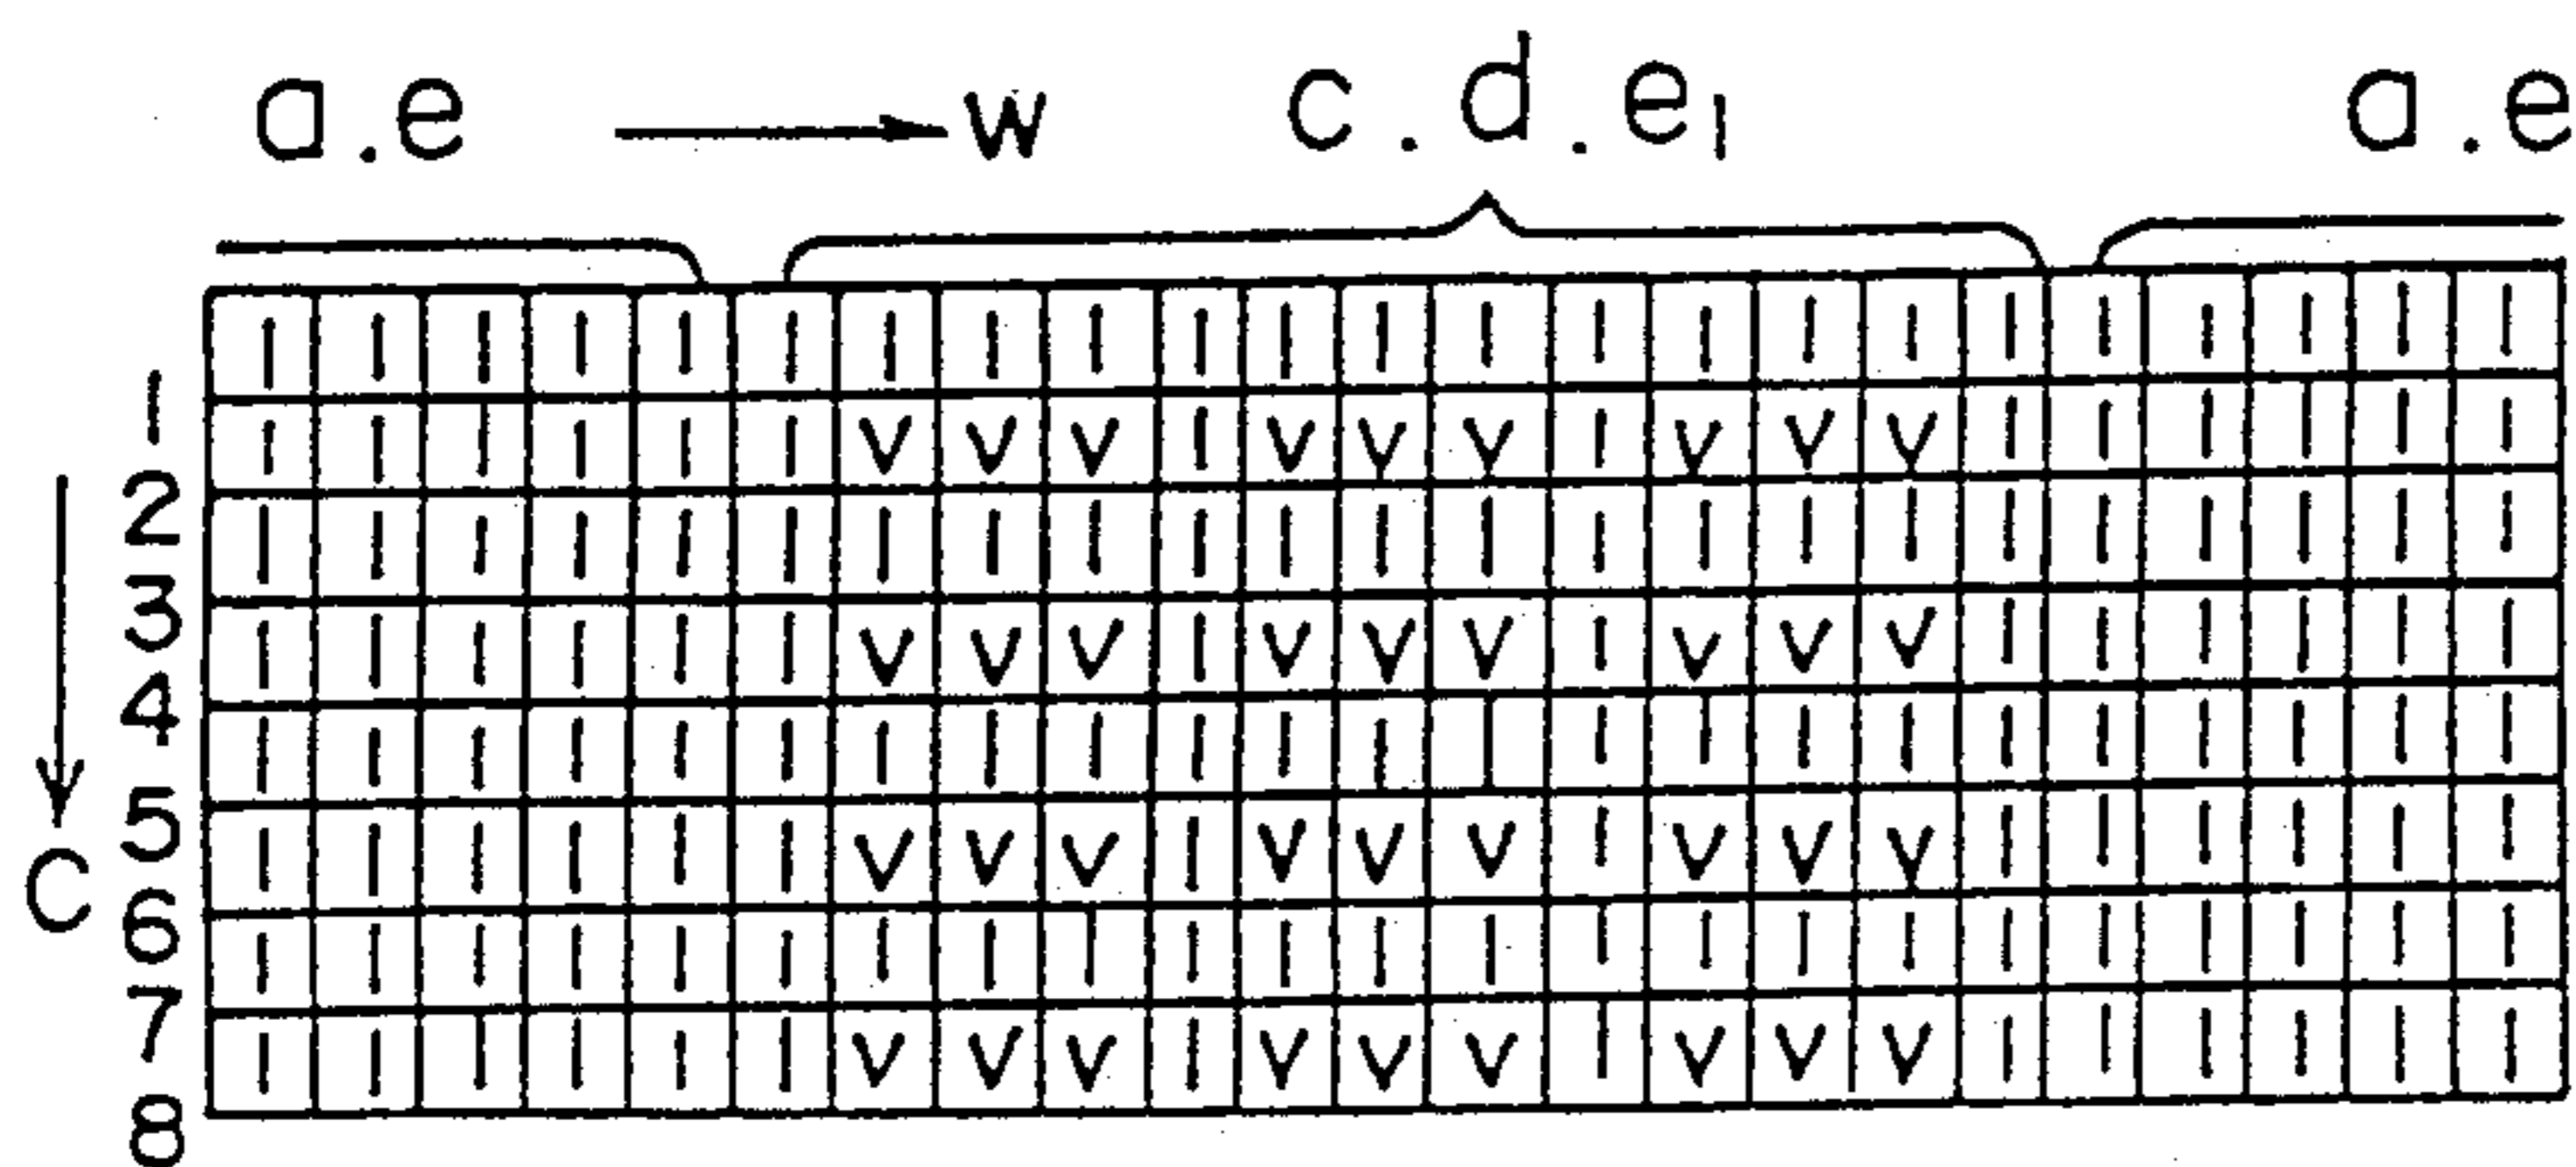 a.e → w c.d.e₁ a.e
1 | | | | | | | | | | | | | | | | | | | | | | |
2 | | | | | | V V V | V V V | V V V | | | | | |
3 | | | | | | | | | | | | | | | | | | | | | | |
4 | | | | | | V V V | V V V | V V V | | | | | |
5 | | | | | | | | | | | | | | | | | | | | | | |
6 | | | | | | V V V | V V V | V V V | | | | | |
7 | | | | | | | | | | | | | | | | | | | | | | |
8 | | | | | | V V V | V V V | V V V | | | | | |
C